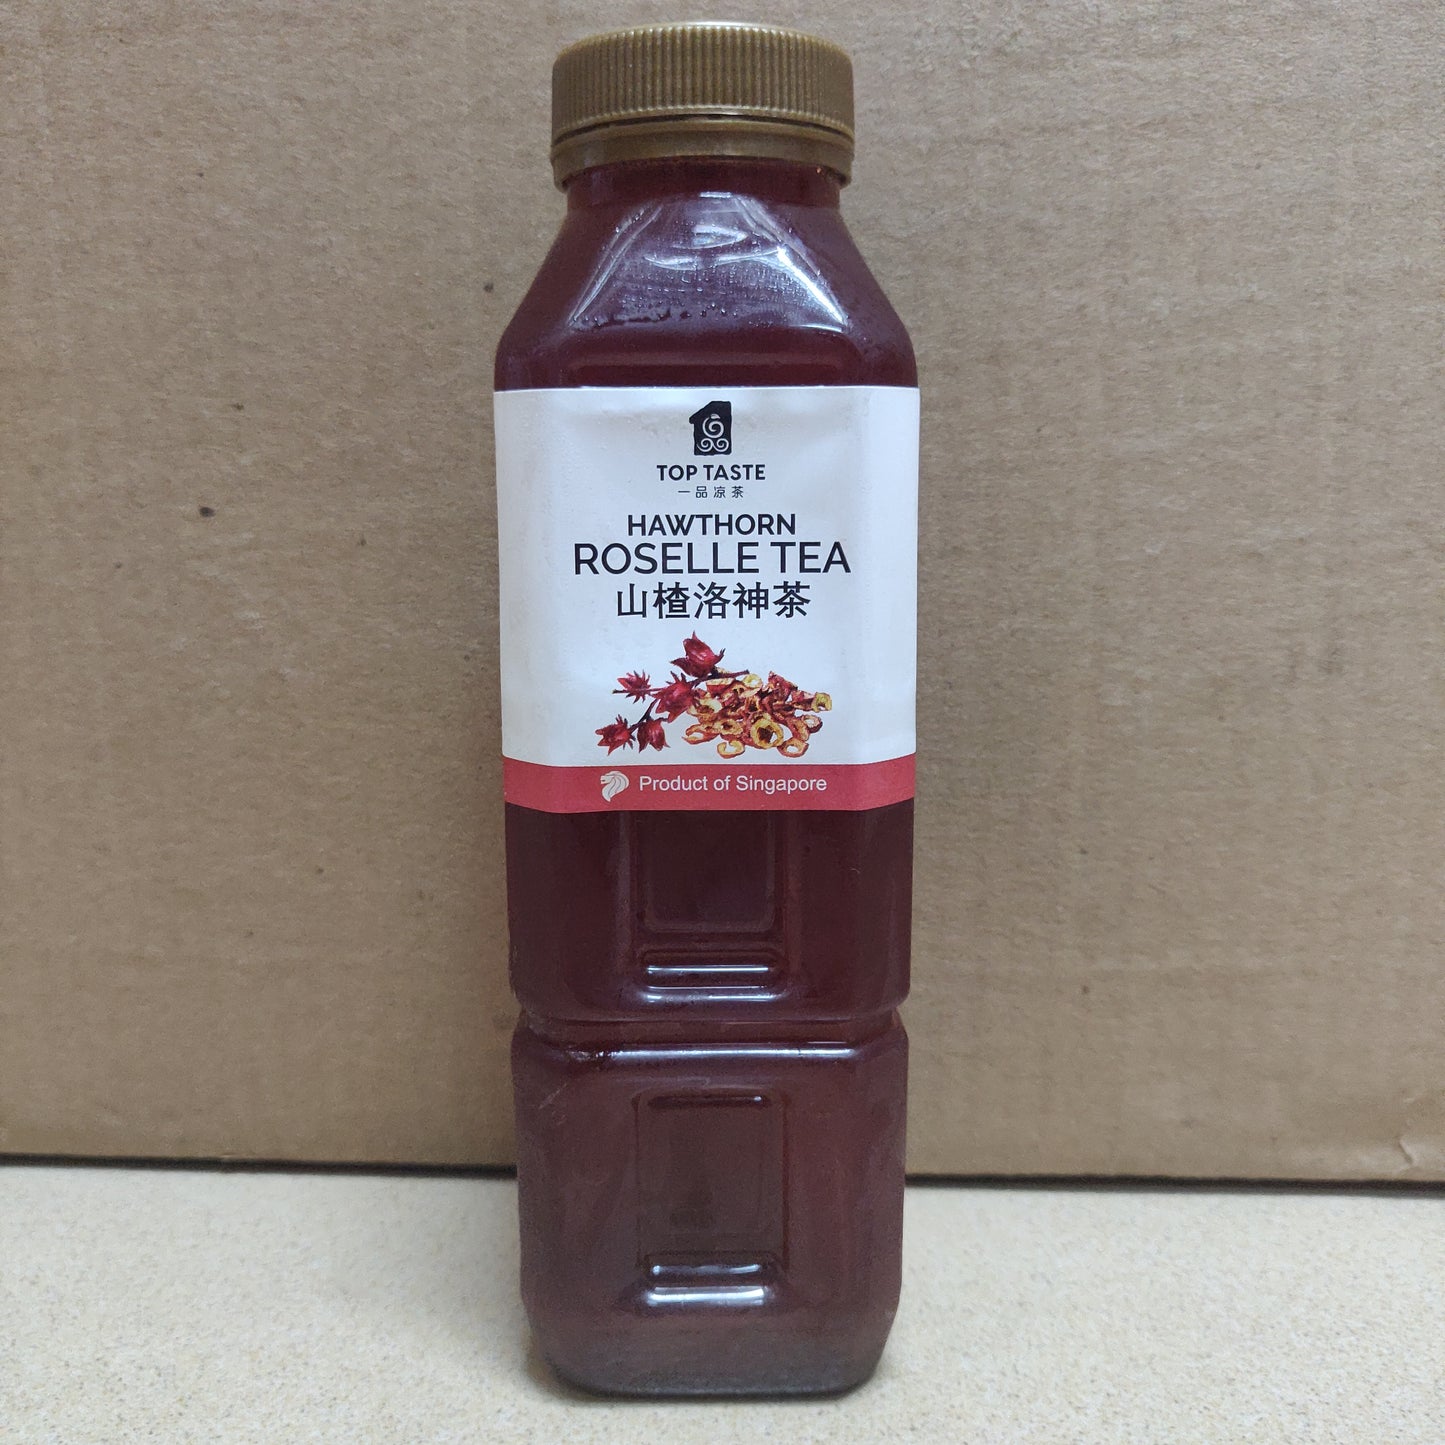 TOP TASTE
一品凉茶
HAWTHORN
ROSELLE TEA
山楂洛神茶
Product of Singapore